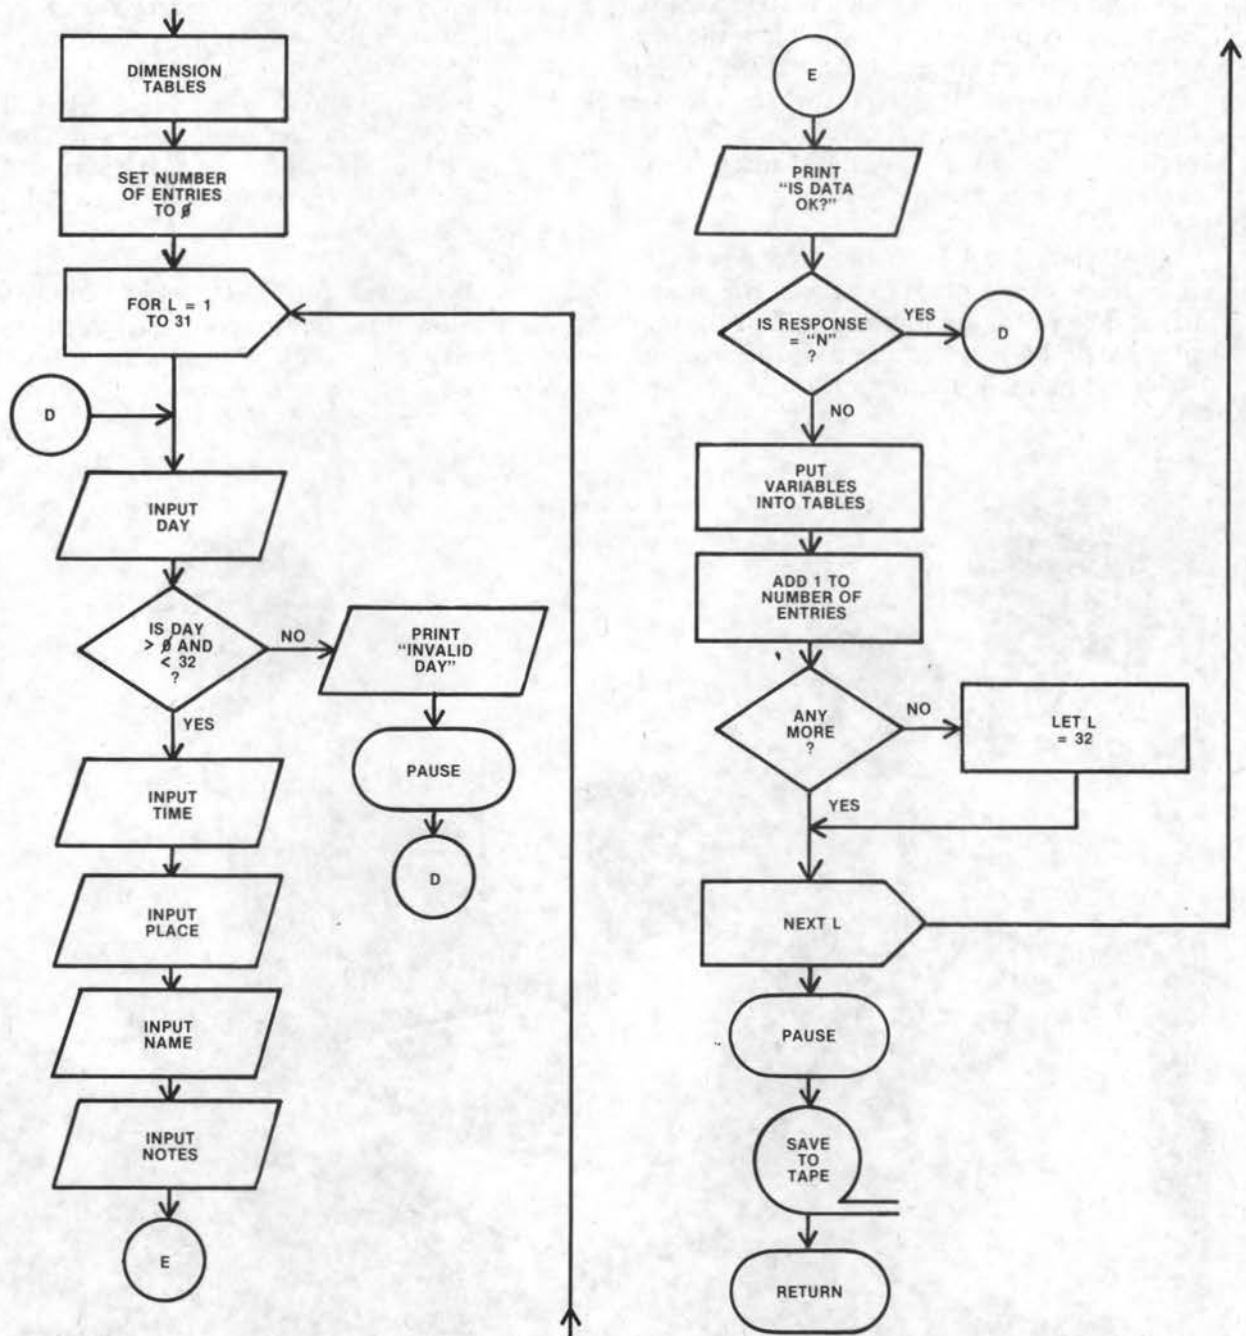 DIMENSION
TABLES
SET NUMBER
OF ENTRIES
TO Ø
FOR L = 1
TO 31
D
INPUT
DAY
IS DAY
> Ø AND
< 32
?
NO
PRINT
"INVALID
DAY"
PAUSE
D
YES
INPUT
TIME
INPUT
PLACE
INPUT
NAME
INPUT
NOTES
E
E
PRINT
"IS DATA
OK?"
IS RESPONSE
= "N"
?
YES
D
NO
PUT
VARIABLES
INTO TABLES
ADD 1 TO
NUMBER OF
ENTRIES
ANY
MORE
?
NO
LET L
= 32
YES
NEXT L
PAUSE
SAVE
TO
TAPE
RETURN